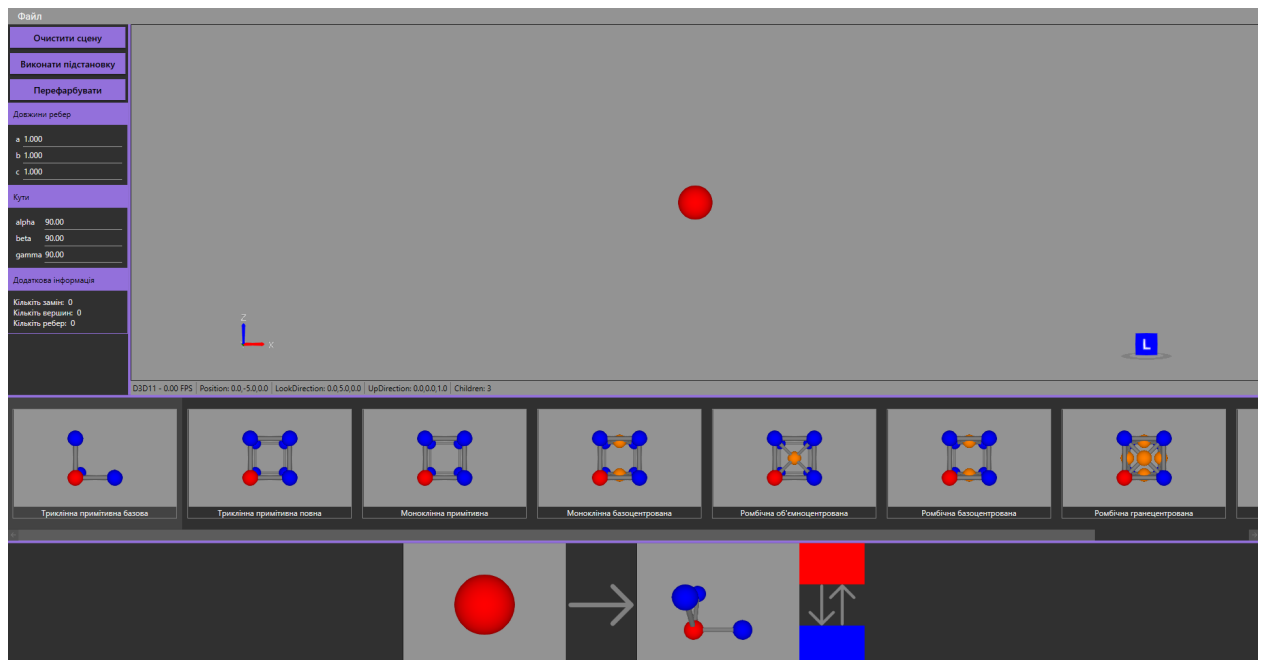 Файл
Очистити сцену
Виконати підстановку
Перефарбувати
Довжини ребер
a 1.000
b 1.000
c 1.000
Кути
alpha 90.00
beta 90.00
gamma 90.00
Додаткова інформація
Кількіть замін: 0
Кількіть вершин: 0
Кількіть ребер: 0
Z
X
L
D3D11 - 0.00 FPS Position: 0.0,-5.0,0.0 LookDirection: 0.0,5.0,0.0 UpDirection: 0.0,0.0,1.0 Children: 3
Триклінна примітивна базова
Триклінна примітивна повна
Моноклінна примітивна
Моноклінна базоцентрована
Ромбічна об'ємноцентрована
Ромбічна базоцентрована
Ромбічна гранецентрована